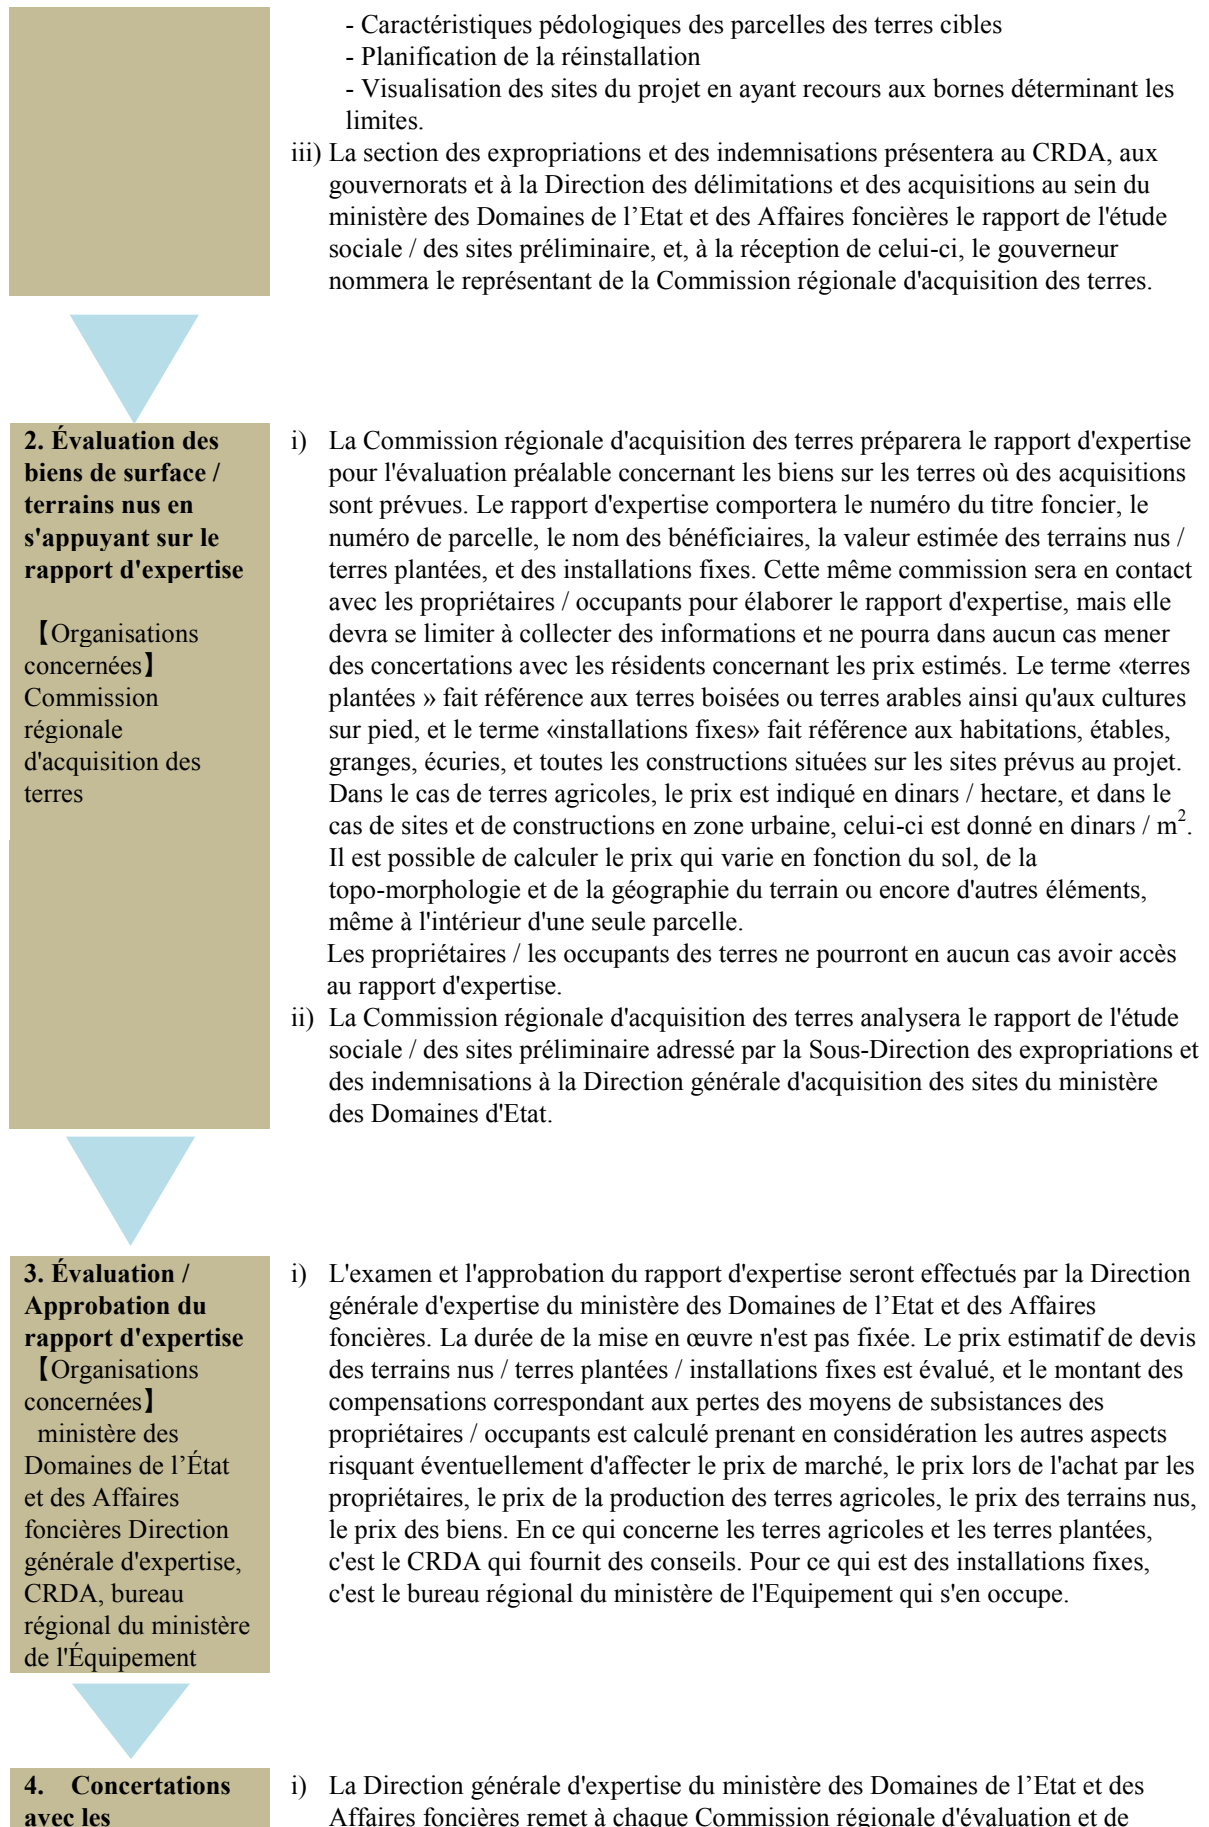 - Caractéristiques pédologiques des parcelles des terres cibles
- Planification de la réinstallation
- Visualisation des sites du projet en ayant recours aux bornes déterminant les
limites.
iii) La section des expropriations et des indemnisations présentera au CRDA, aux
gouvernorats et à la Direction des délimitations et des acquisitions au sein du
ministère des Domaines de l’Etat et des Affaires foncières le rapport de l'étude
sociale / des sites préliminaire, et, à la réception de celui-ci, le gouverneur
nommera le représentant de la Commission régionale d'acquisition des terres.
2. Évaluation des
biens de surface /
terrains nus en
s'appuyant sur le
rapport d'expertise
【Organisations
concernées】
Commission
régionale
d'acquisition des
terres
i) La Commission régionale d'acquisition des terres préparera le rapport d'expertise
pour l'évaluation préalable concernant les biens sur les terres où des acquisitions
sont prévues. Le rapport d'expertise comportera le numéro du titre foncier, le
numéro de parcelle, le nom des bénéficiaires, la valeur estimée des terrains nus /
terres plantées, et des installations fixes. Cette même commission sera en contact
avec les propriétaires / occupants pour élaborer le rapport d'expertise, mais elle
devra se limiter à collecter des informations et ne pourra dans aucun cas mener
des concertations avec les résidents concernant les prix estimés. Le terme «terres
plantées » fait référence aux terres boisées ou terres arables ainsi qu'aux cultures
sur pied, et le terme «installations fixes» fait référence aux habitations, étables,
granges, écuries, et toutes les constructions situées sur les sites prévus au projet.
Dans le cas de terres agricoles, le prix est indiqué en dinars / hectare, et dans le
cas de sites et de constructions en zone urbaine, celui-ci est donné en dinars / m².
Il est possible de calculer le prix qui varie en fonction du sol, de la
topo-morphologie et de la géographie du terrain ou encore d'autres éléments,
même à l'intérieur d'une seule parcelle.
Les propriétaires / les occupants des terres ne pourront en aucun cas avoir accès
au rapport d'expertise.
ii) La Commission régionale d'acquisition des terres analysera le rapport de l'étude
sociale / des sites préliminaire adressé par la Sous-Direction des expropriations et
des indemnisations à la Direction générale d'acquisition des sites du ministère
des Domaines d'Etat.
3. Évaluation /
Approbation du
rapport d'expertise
【Organisations
concernées】
ministère des
Domaines de l’État
et des Affaires
foncières Direction
générale d'expertise,
CRDA, bureau
régional du ministère
de l'Équipement
i) L'examen et l'approbation du rapport d'expertise seront effectués par la Direction
générale d'expertise du ministère des Domaines de l’Etat et des Affaires
foncières. La durée de la mise en œuvre n'est pas fixée. Le prix estimatif de devis
des terrains nus / terres plantées / installations fixes est évalué, et le montant des
compensations correspondant aux pertes des moyens de subsistances des
propriétaires / occupants est calculé prenant en considération les autres aspects
risquant éventuellement d'affecter le prix de marché, le prix lors de l'achat par les
propriétaires, le prix de la production des terres agricoles, le prix des terrains nus,
le prix des biens. En ce qui concerne les terres agricoles et les terres plantées,
c'est le CRDA qui fournit des conseils. Pour ce qui est des installations fixes,
c'est le bureau régional du ministère de l'Equipement qui s'en occupe.
4. Concertations
avec les
i) La Direction générale d'expertise du ministère des Domaines de l’Etat et des
Affaires foncières remet à chaque Commission régionale d'évaluation et de